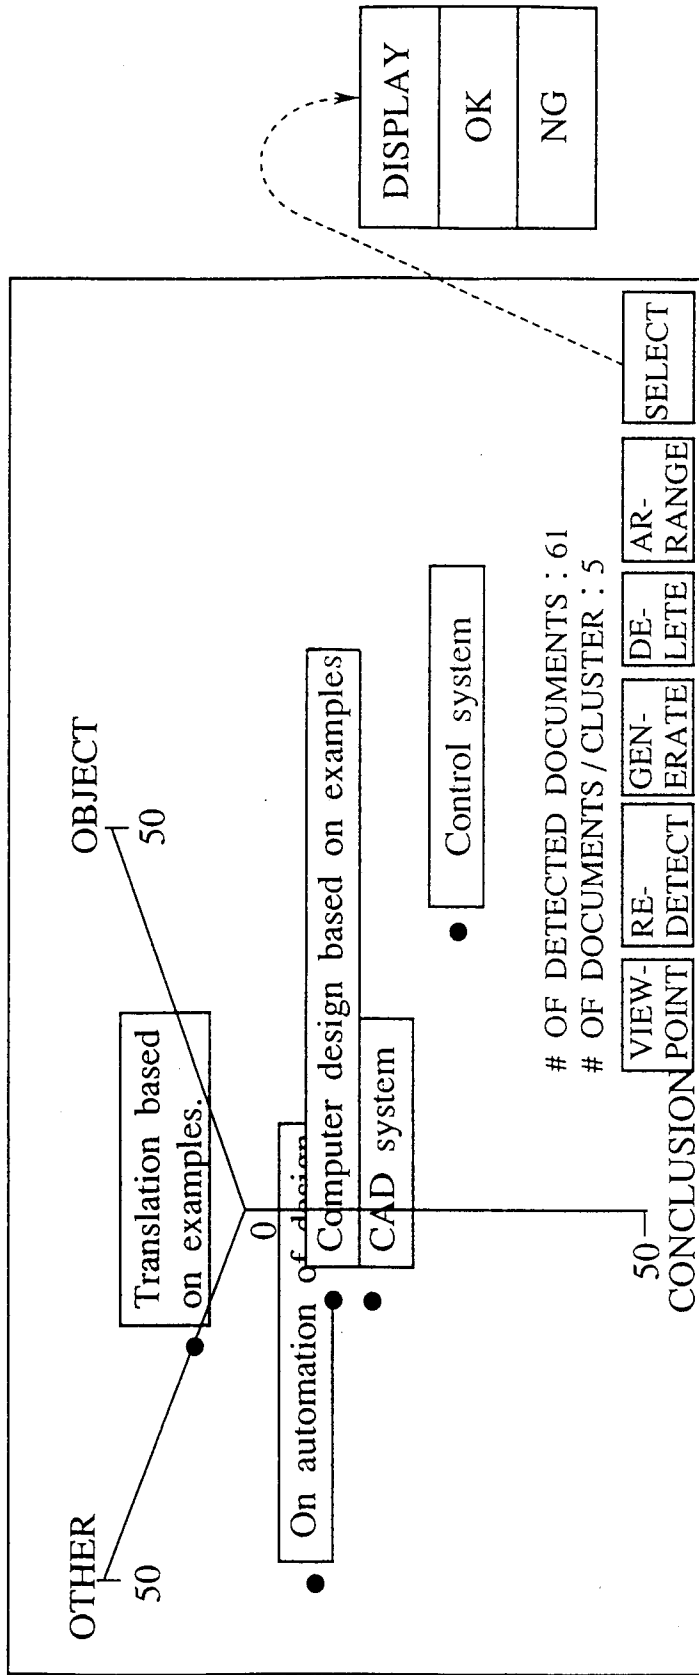 OTHER
50
OBJECT
50
Translation based
on examples.
0
On automation of design
Computer design based on examples
CAD system
Control system
# OF DETECTED DOCUMENTS : 61
# OF DOCUMENTS / CLUSTER : 5
50
CONCLUSION
VIEW-
POINT
RE-
DETECT
GEN-
ERATE
DE-
LETE
AR-
RANGE
SELECT
DISPLAY
OK
NG